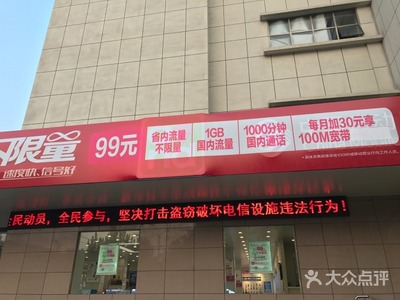 限量 99元
速度快、信号好
省内流量
不限量
1GB
国内流量
1000分钟
国内通话
每月加30元享
100M宽带
民动员，全民参与，坚决打击盗窃破坏电信设施违法行为！
大众点评